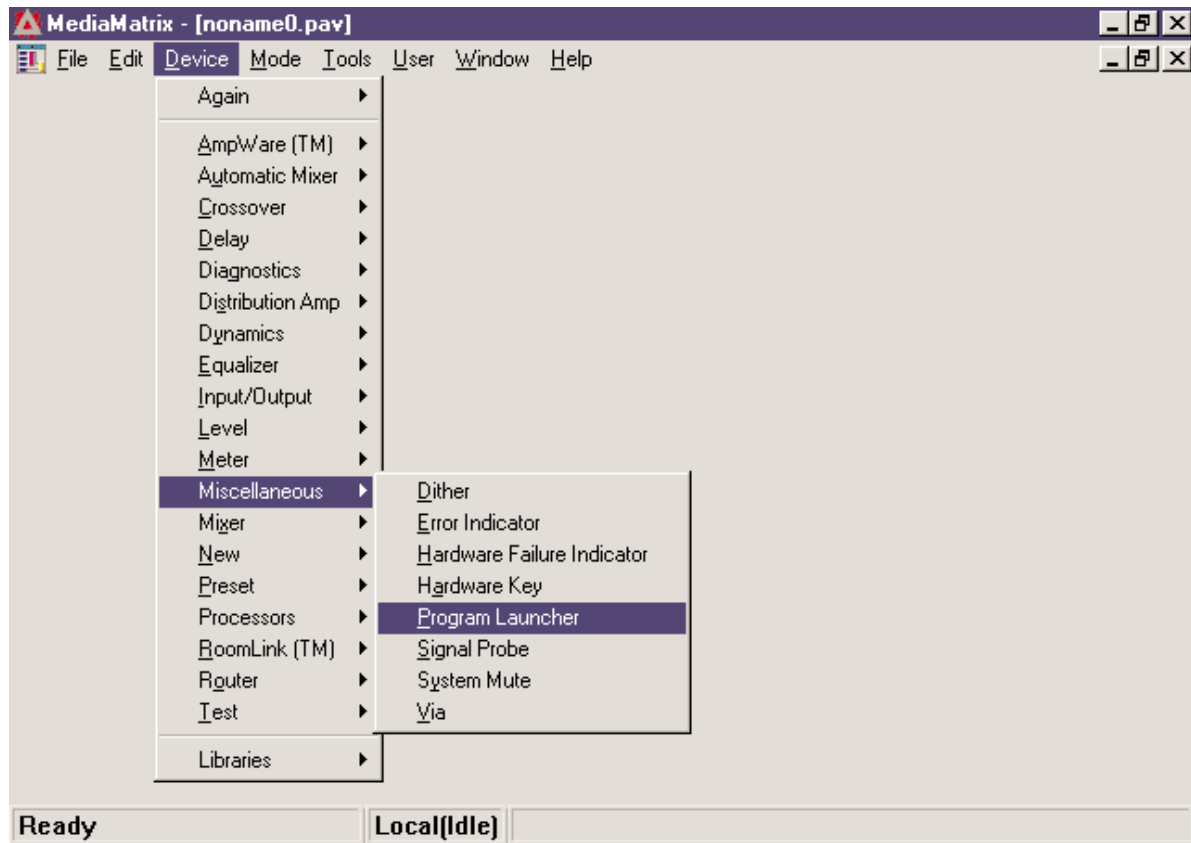 MediaMatrix - [noname0.pav]
File Edit Device Mode Tools User Window Help
Again
AmpWare (TM)
Automatic Mixer
Crossover
Delay
Diagnostics
Distribution Amp
Dynamics
Equalizer
Input/Output
Level
Meter
Miscellaneous
Mixer
New
Preset
Processors
RoomLink (TM)
Router
Test
Libraries
Dither
Error Indicator
Hardware Failure Indicator
Hardware Key
Program Launcher
Signal Probe
System Mute
Via
Ready Local(Idle)